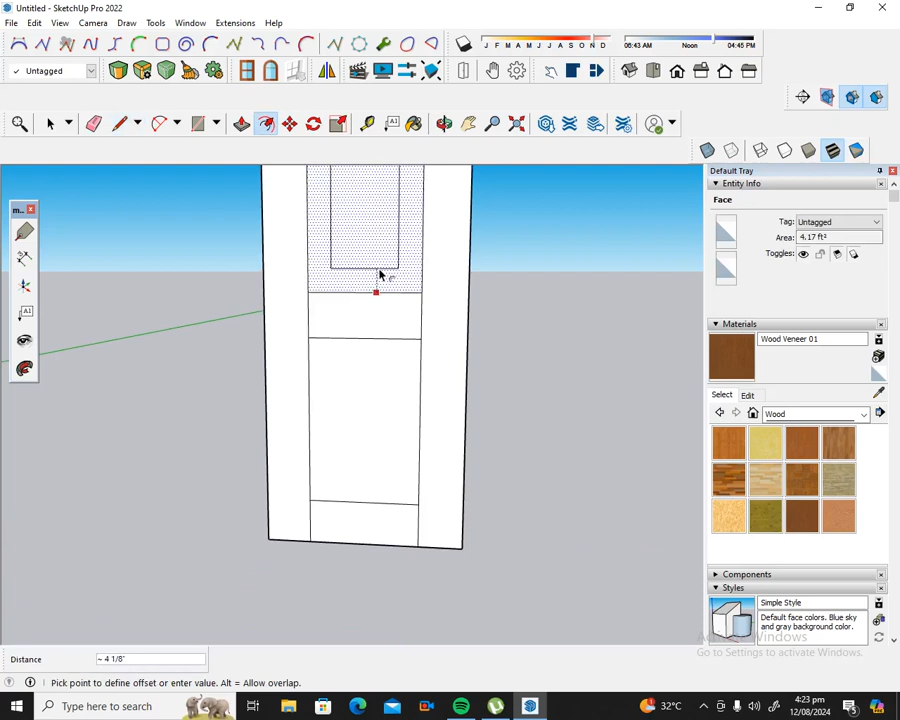 Untitled - SketchUp Pro 2022
File Edit View Camera Draw Tools Window Extensions Help
Untagged
J F M A M J J A S O N D
06:43 AM Noon 04:45 PM
Default Tray
Entity Info
Face
Tag: Untagged
Area: 4.17 ft²
Toggles:
m...
Materials
Wood Veneer 01
Select Edit
Wood
Components
Styles
Simple Style
Default face colors. Blue sky and gray background color.
Activate Windows
Go to Settings to activate Windows.
Distance ~ 4 1/8"
Pick point to define offset or enter value. Alt = Allow overlap.
Type here to search
32°C
4:23 pm
12/08/2024
5